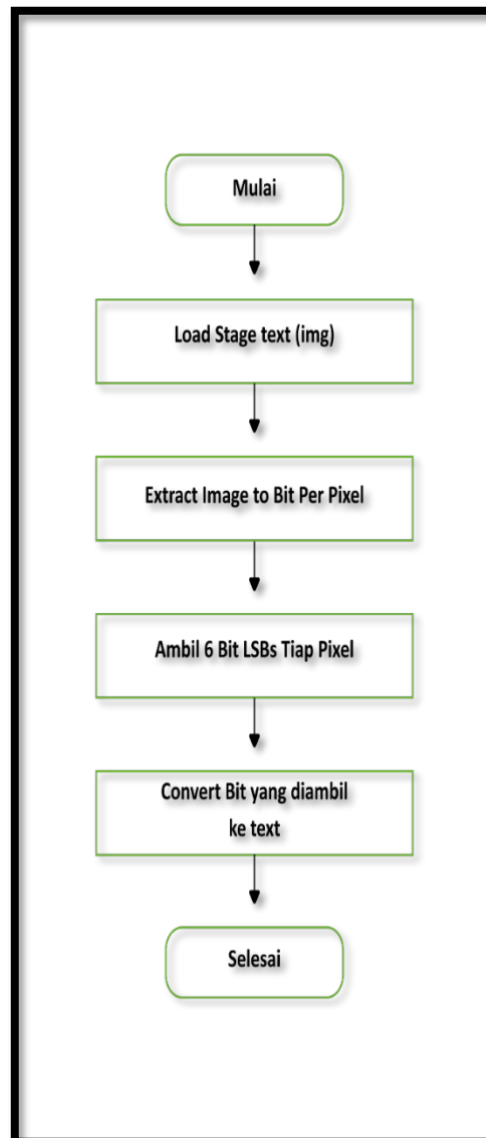 Mulai
Load Stage text (img)
Extract Image to Bit Per Pixel
Ambil 6 Bit LSBs Tiap Pixel
Convert Bit yang diambil
ke text
Selesai